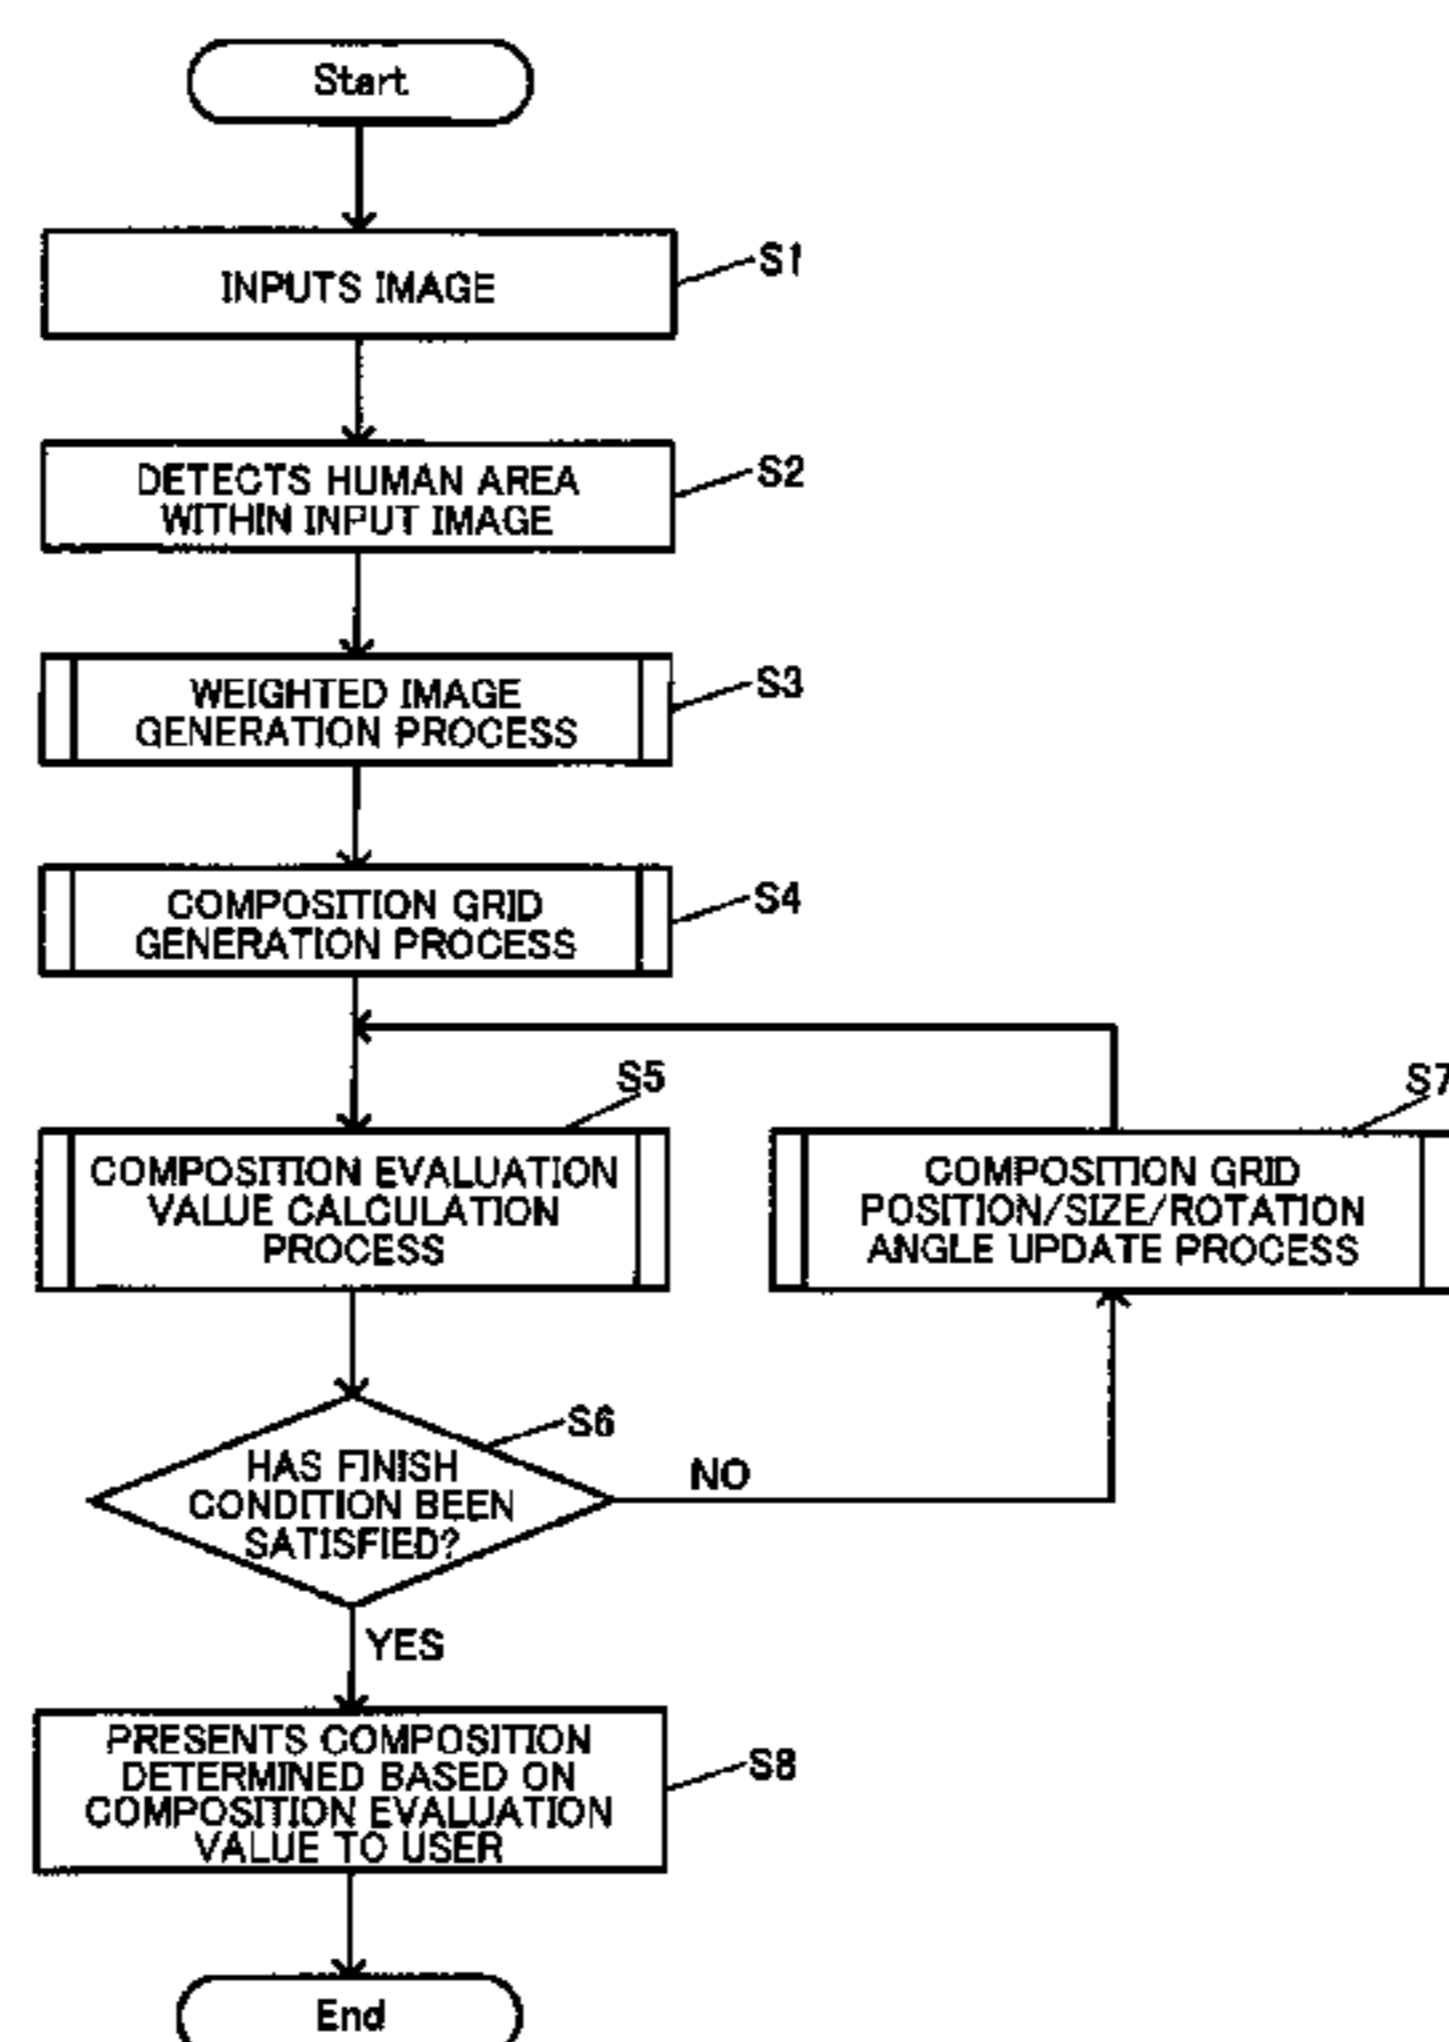 Start
INPUTS IMAGE
S1
DETECTS HUMAN AREA
WITHIN INPUT IMAGE
S2
WEIGHTED IMAGE
GENERATION PROCESS
S3
COMPOSITION GRID
GENERATION PROCESS
S4
S5
COMPOSITION EVALUATION
VALUE CALCULATION
PROCESS
S7
COMPOSITION GRID
POSITION/SIZE/ROTATION
ANGLE UPDATE PROCESS
S6
HAS FINISH
CONDITION BEEN
SATISFIED?
NO
YES
PRESENTS COMPOSITION
DETERMINED BASED ON
COMPOSITION EVALUATION
VALUE TO USER
S8
End